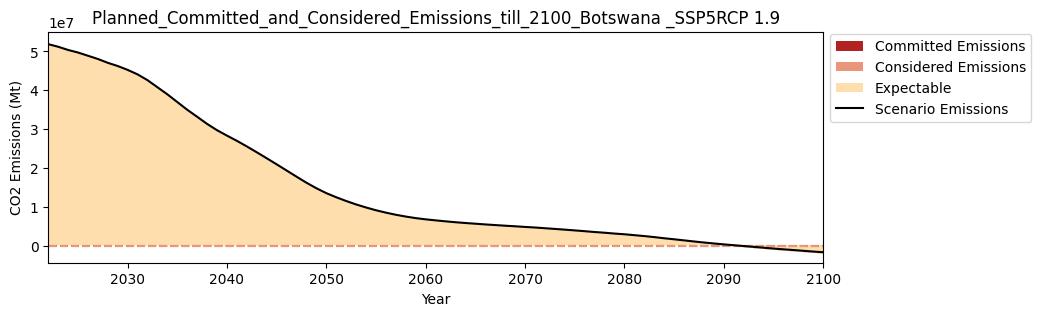 Planned_Committed_and_Considered_Emissions_till_2100_Botswana _SSP5RCP 1.9
1e7
CO2 Emissions (Mt)
5
4
3
2
1
0
2030 2040 2050 2060 2070 2080 2090 2100
Year
Committed Emissions
Considered Emissions
Expectable
Scenario Emissions